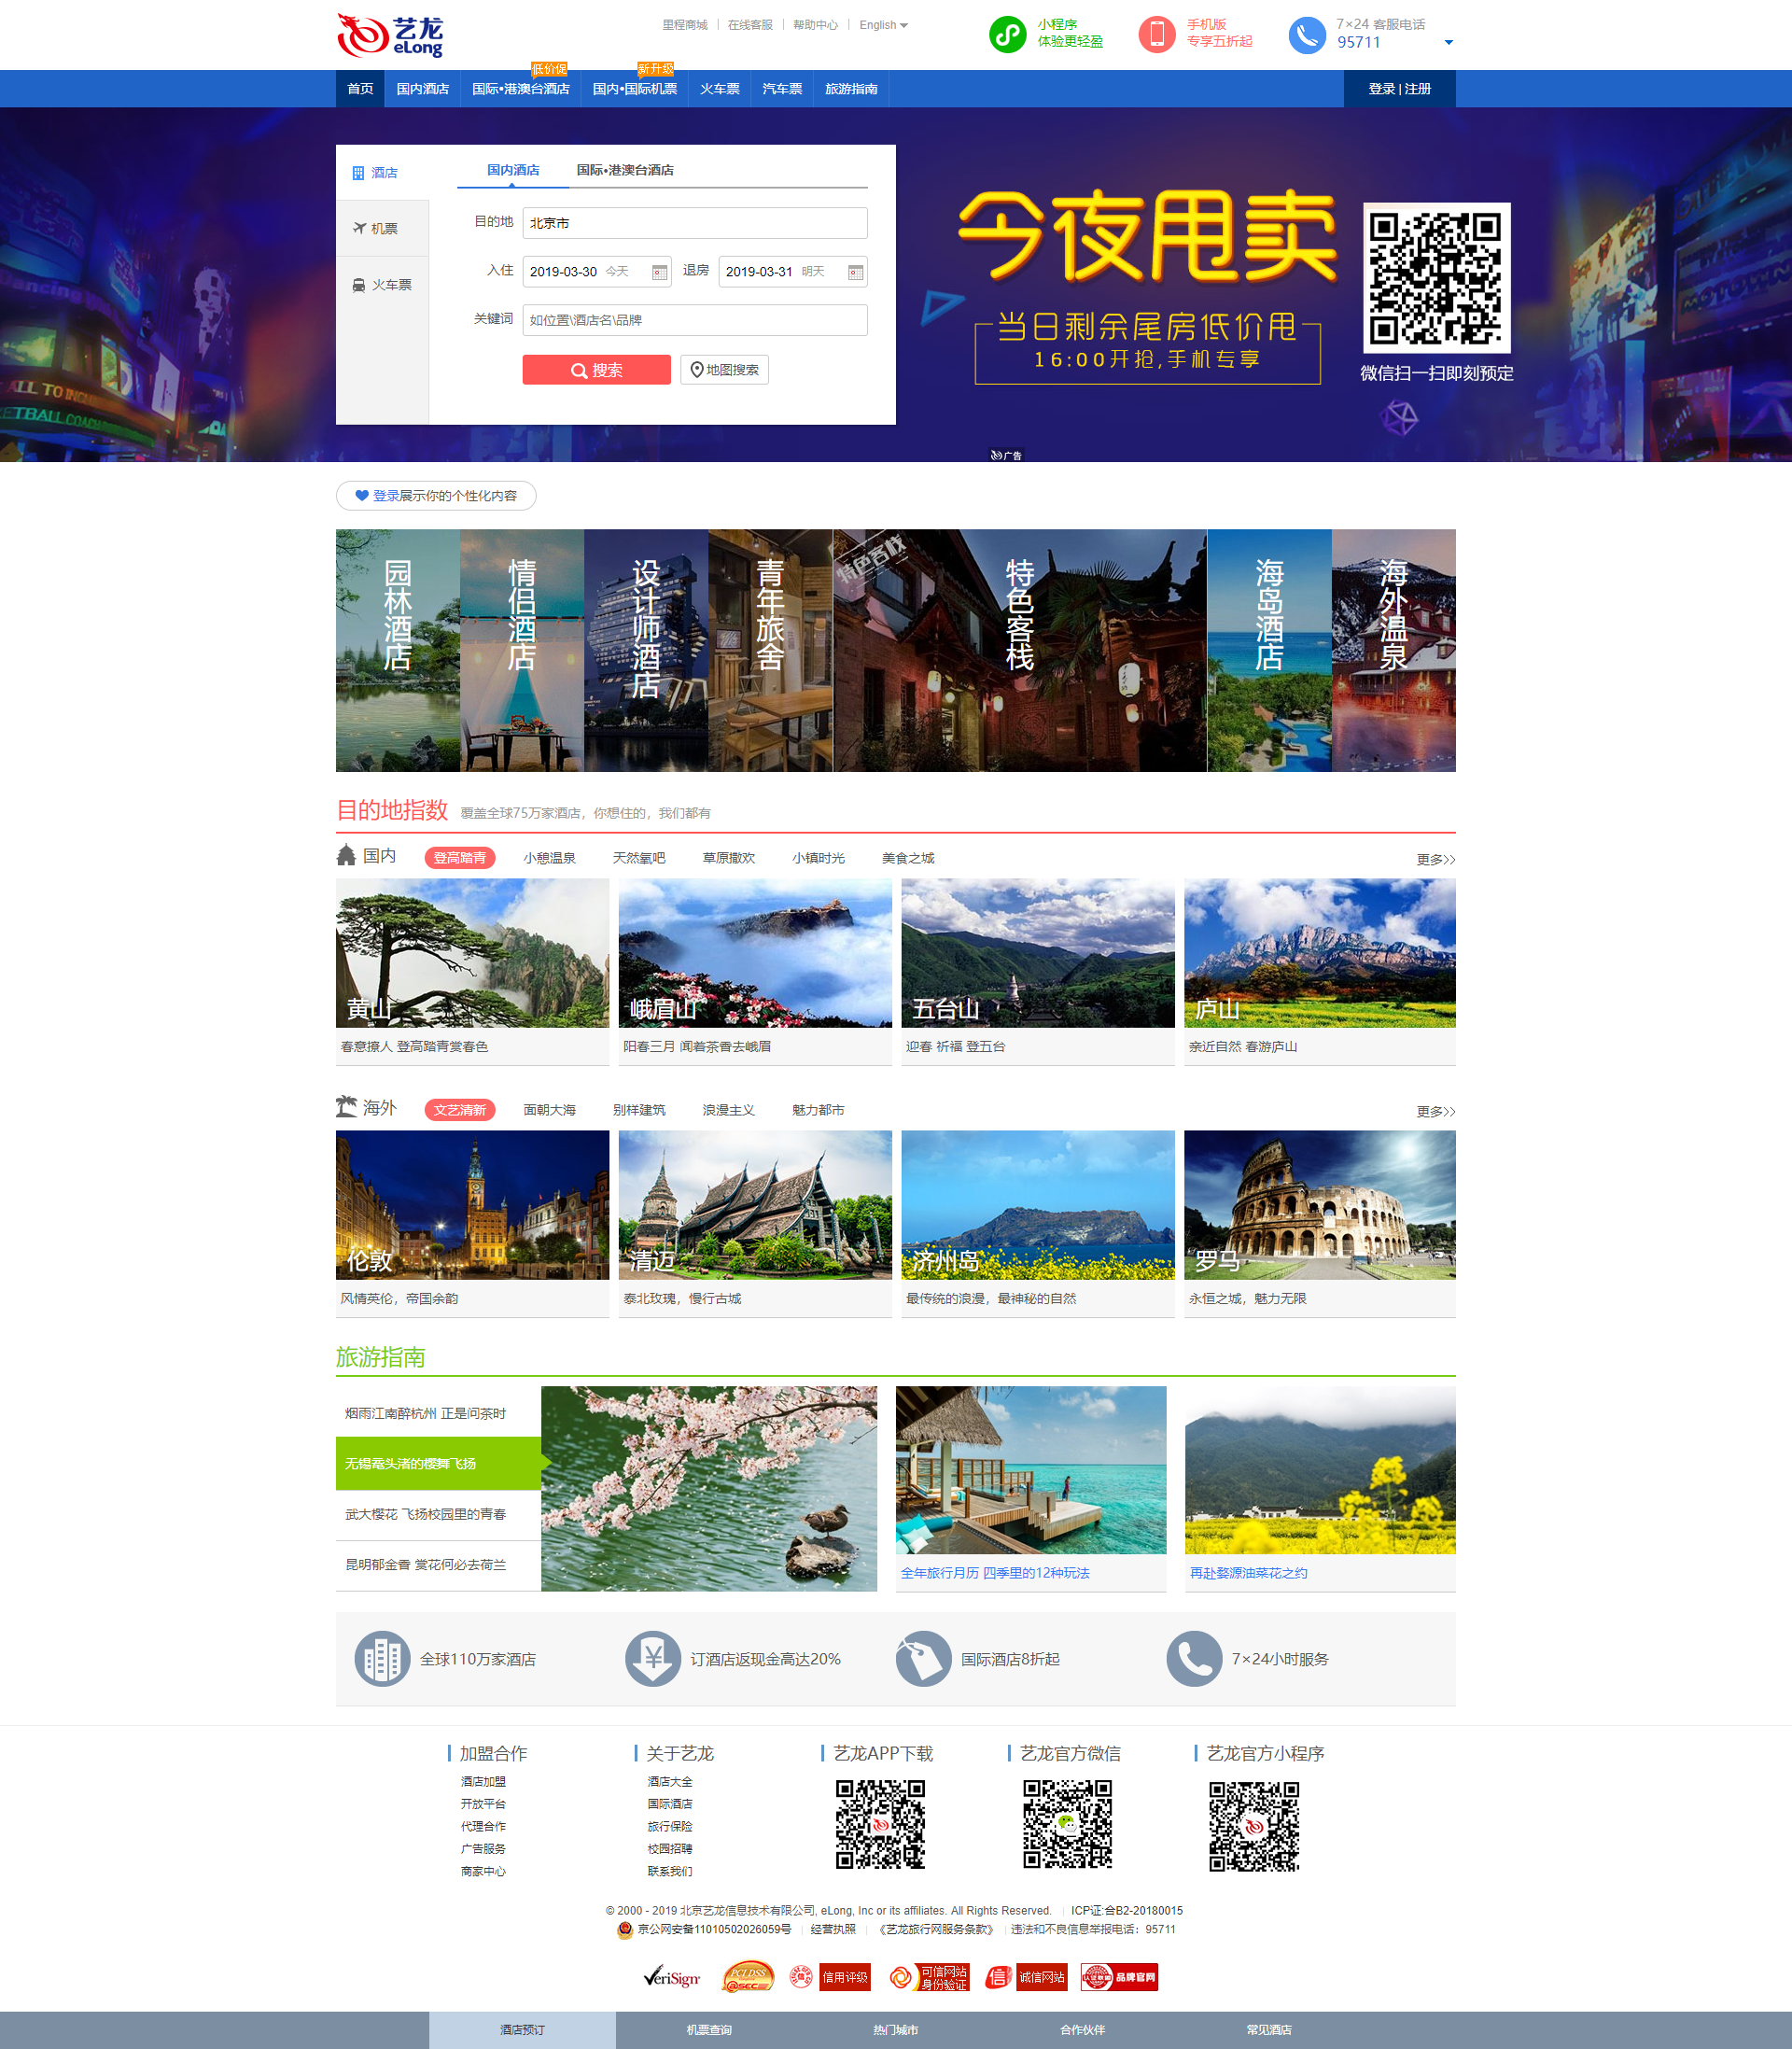 艺龙
eLong
里程商城
在线客服
帮助中心
English
小程序
体验更轻盈
手机版
专享五折起
7×24 客服电话
95711
低价促
新升级
首页
国内酒店
国际•港澳台酒店
国内•国际机票
火车票
汽车票
旅游指南
登录 | 注册
酒店
机票
火车票
国内酒店
国际•港澳台酒店
目的地
北京市
入住
2019-03-30 今天
退房
2019-03-31 明天
关键词
如位置\酒店名\品牌
搜索
地图搜索
今夜甩卖
当日剩余尾房低价甩
16:00开抢,手机专享
微信扫一扫即刻预定
广告
登录展示你的个性化内容
园林酒店
情侣酒店
设计师酒店
青年旅舍
特色客栈
特色客栈
海岛酒店
海外温泉
目的地指数
覆盖全球75万家酒店，你想住的，我们都有
国内
登高踏青
小憩温泉
天然氧吧
草原撒欢
小镇时光
美食之城
更多
黄山
峨眉山
五台山
庐山
春意撩人 登高踏青赏春色
阳春三月 闻着茶香去峨眉
迎春 祈福 登五台
亲近自然 春游庐山
海外
文艺清新
面朝大海
别样建筑
浪漫主义
魅力都市
更多
伦敦
清迈
济州岛
罗马
风情英伦，帝国余韵
泰北玫瑰，慢行古城
最传统的浪漫，最神秘的自然
永恒之城，魅力无限
旅游指南
烟雨江南醉杭州 正是问茶时
无锡鼋头渚的樱舞飞扬
武大樱花 飞扬校园里的青春
昆明郁金香 赏花何必去荷兰
全年旅行月历 四季里的12种玩法
再赴婺源油菜花之约
全球110万家酒店
订酒店返现金高达20%
国际酒店8折起
7×24小时服务
加盟合作
酒店加盟
开放平台
代理合作
广告服务
商家中心
关于艺龙
酒店大全
国际酒店
旅行保险
校园招聘
联系我们
艺龙APP下载
艺龙官方微信
艺龙官方小程序
© 2000 - 2019 北京艺龙信息技术有限公司, eLong, Inc or its affiliates. All Rights Reserved.
ICP证:合B2-20180015
京公网安备11010502026059号
经营执照
《艺龙旅行网服务条款》
违法和不良信息举报电话：95711
VeriSign
信用评级
可信网站
身份验证
诚信网站
品牌官网
酒店预订
机票查询
热门城市
合作伙伴
常见酒店